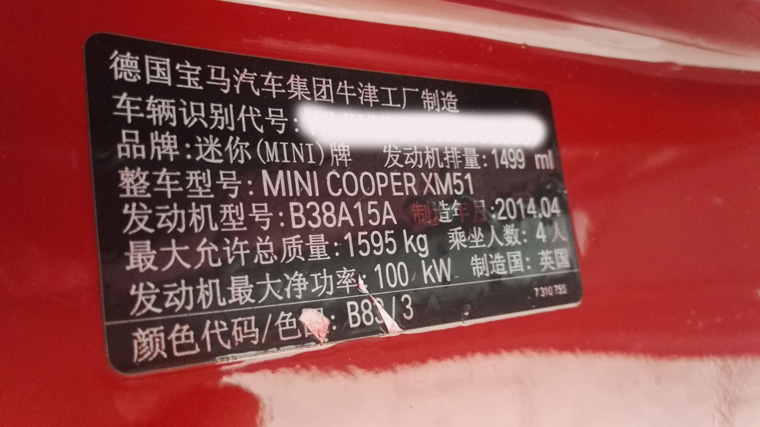 德国宝马汽车集团牛津工厂制造
车辆识别代号:
品牌:迷你(MINI)牌 发动机排量:1499 ml
整车型号: MINI COOPER XM51
发动机型号:B38A15A 制造年月:2014.04
最大允许总质量:1595 kg 乘坐人数: 4 人
发动机最大净功率:100 kW 制造国: 英国
7 310 755
颜色代码/色: B83/3